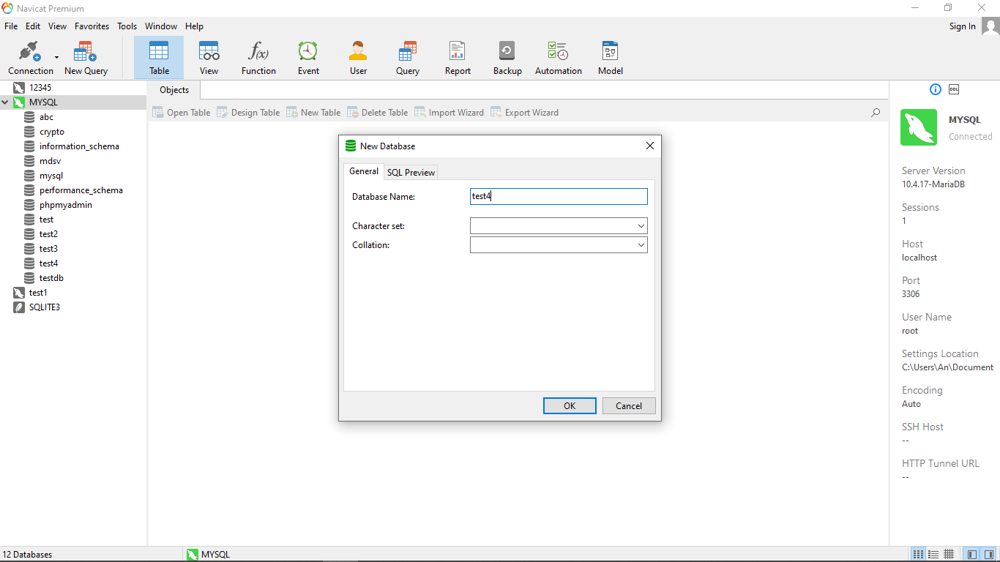 Navicat Premium
File Edit View Favorites Tools Window Help
Sign In
Connection
New Query
Table
View
Function
Event
User
Query
Report
Backup
Automation
Model
f(x)
12345
MYSQL
abc
crypto
information_schema
mdsv
mysql
performance_schema
phpmyadmin
test
test2
test3
test4
testdb
test1
SQLITE3
Objects
Open Table Design Table New Table Delete Table Import Wizard Export Wizard
New Database
General SQL Preview
Database Name: test4
Character set:
Collation:
OK Cancel
DDL
MYSQL
Connected
Server Version
10.4.17-MariaDB
Sessions
1
Host
localhost
Port
3306
User Name
root
Settings Location
C:\Users\An\Document
Encoding
Auto
SSH Host
--
HTTP Tunnel URL
--
12 Databases
MYSQL